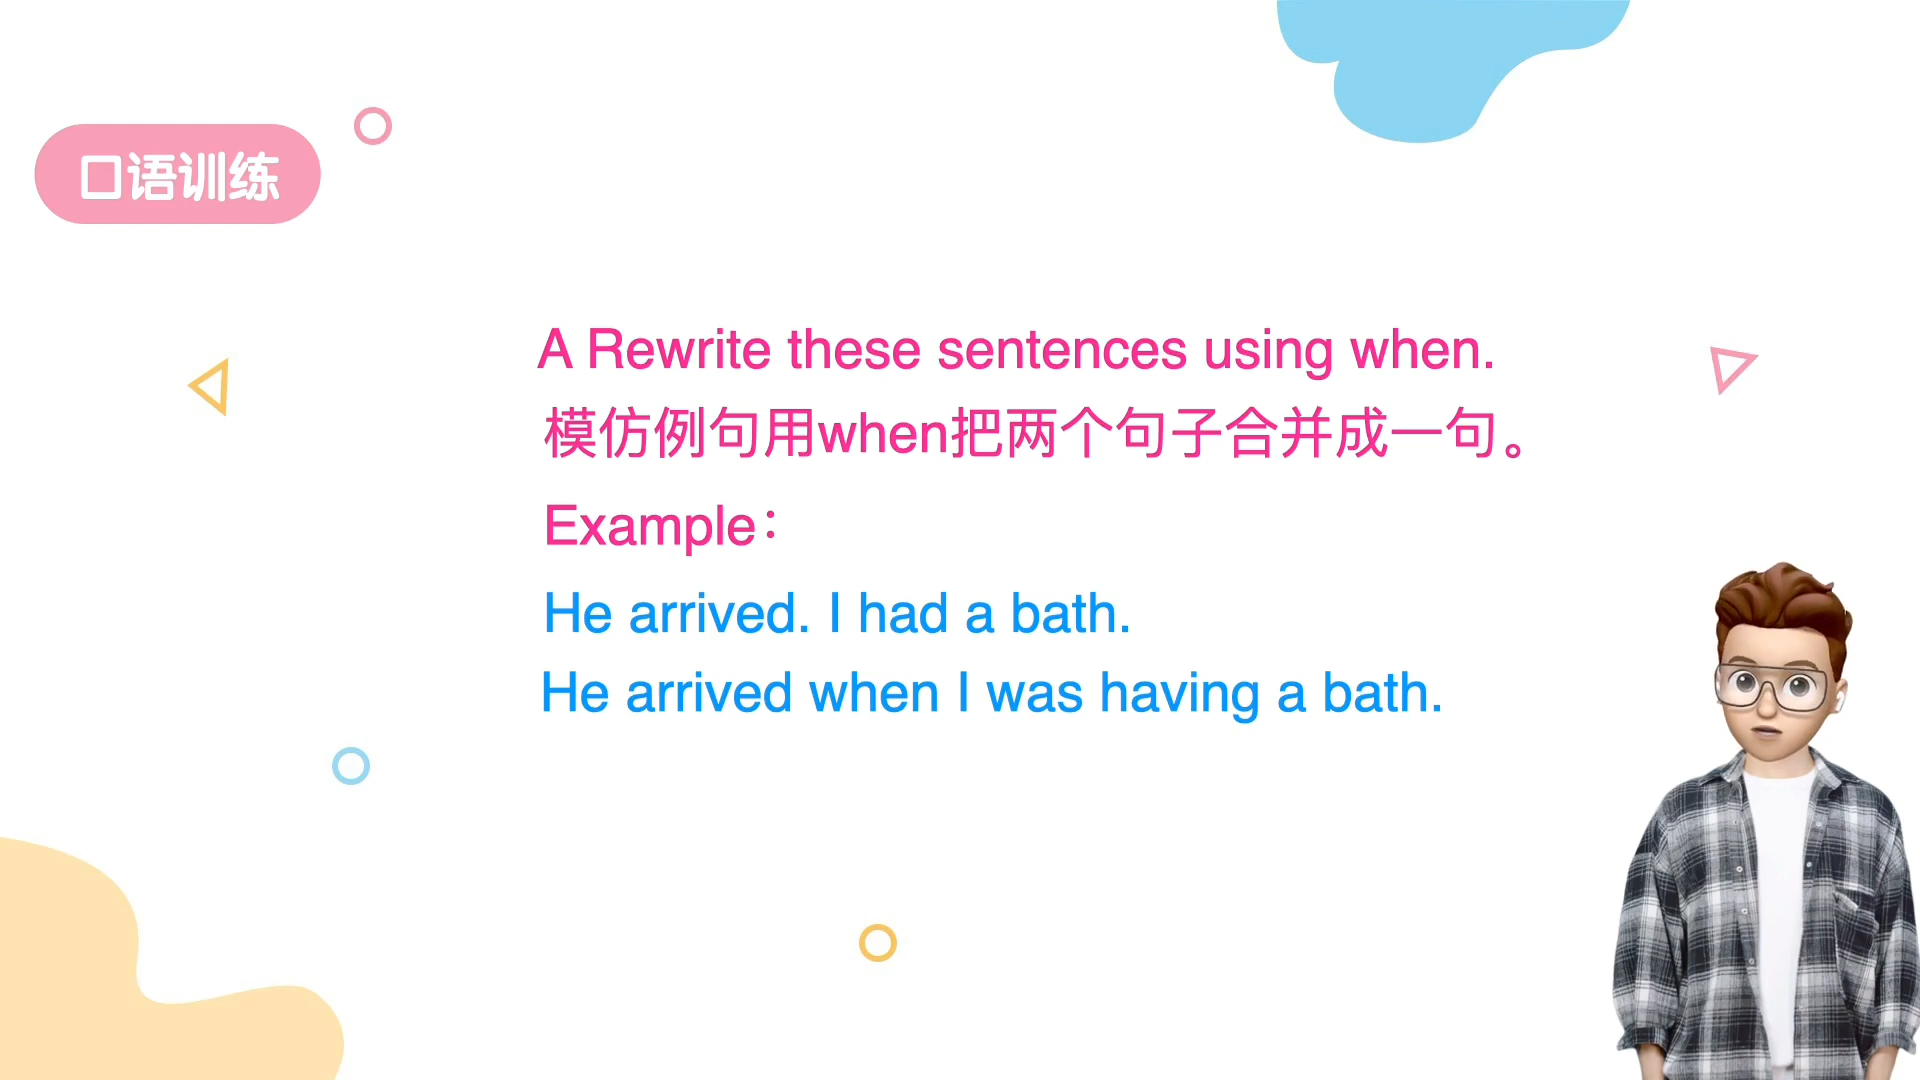 口语训练
A Rewrite these sentences using when.
模仿例句用when把两个句子合并成一句。
Example：
He arrived. I had a bath.
He arrived when I was having a bath.